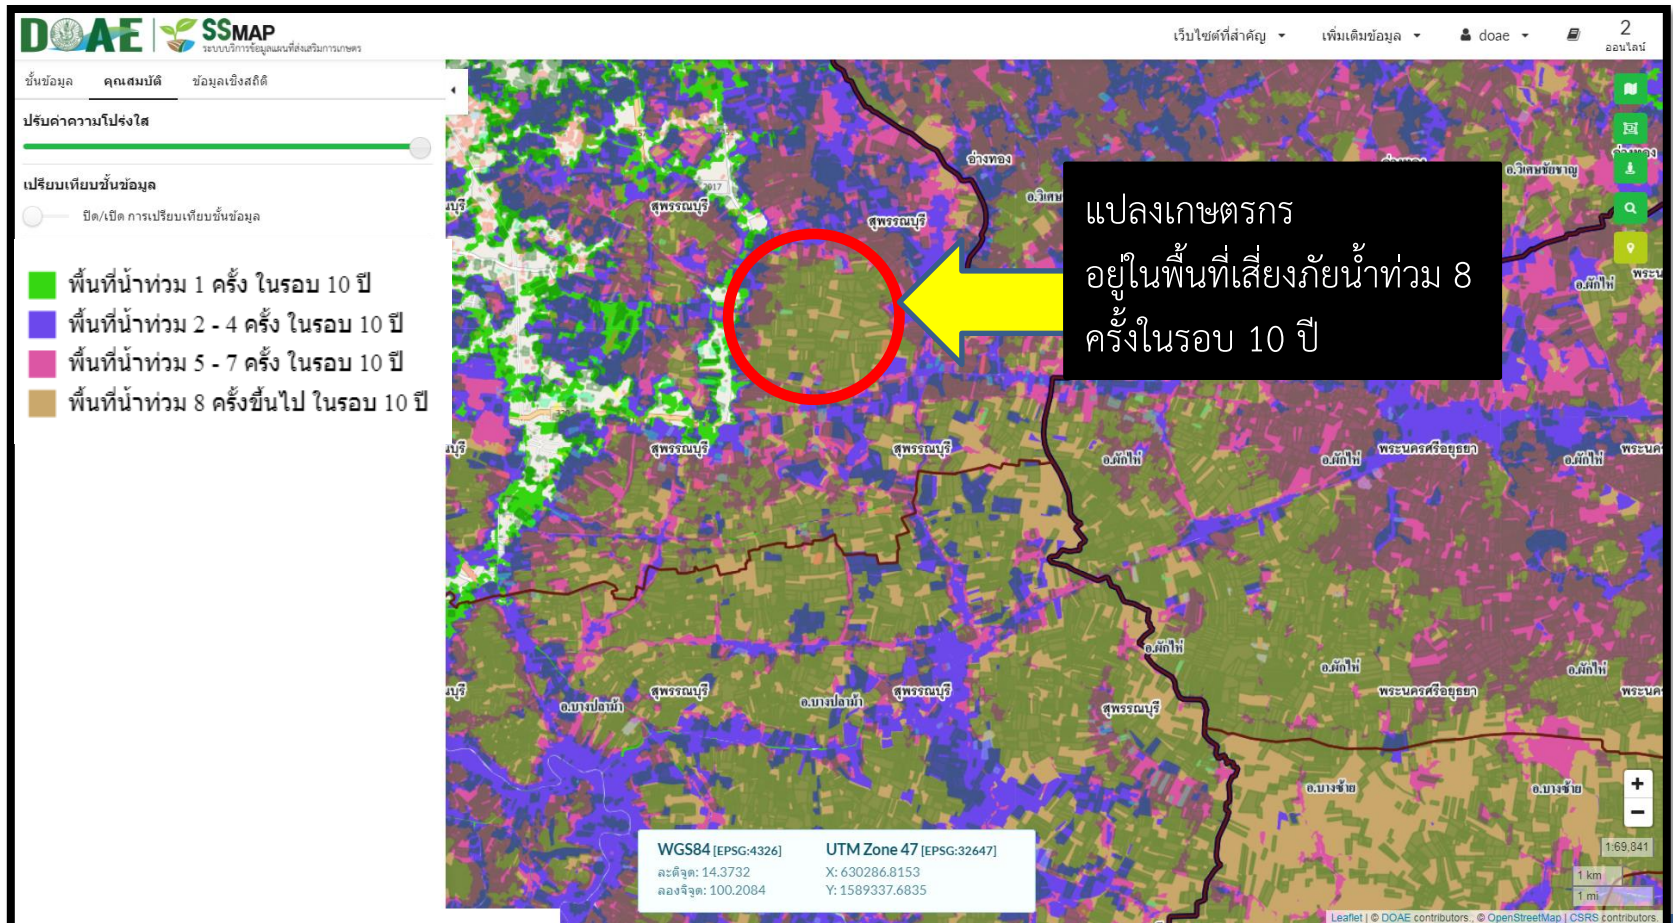 DOAE
SSMAP
ระบบบริการข้อมูลแผนที่ส่งเสริมการเกษตร
เว็บไซต์ที่สำคัญ
เพิ่มเติมข้อมูล
doae
2
ออนไลน์
ชั้นข้อมูล คุณสมบัติ ข้อมูลเชิงสถิติ
ปรับค่าความโปร่งใส
เปรียบเทียบชั้นข้อมูล
ปิด/เปิด การเปรียบเทียบชั้นข้อมูล
พื้นที่น้ำท่วม 1 ครั้ง ในรอบ 10 ปี
พื้นที่น้ำท่วม 2 - 4 ครั้ง ในรอบ 10 ปี
พื้นที่น้ำท่วม 5 - 7 ครั้ง ในรอบ 10 ปี
พื้นที่น้ำท่วม 8 ครั้งขึ้นไป ในรอบ 10 ปี
แปลงเกษตรกร
อยู่ในพื้นที่เสี่ยงภัยน้ำท่วม 8
ครั้งในรอบ 10 ปี
อ่างทอง
อ.วิเศษชัยชาญ
สุพรรณบุรี
สุพรรณบุรี
อ.ผักไห่
สุพรรณบุรี
สุพรรณบุรี
อ.ผักไห่
อ.ผักไห่
พระนครศรีอยุธยา
อ.ผักไห่
อ.ผักไห่
อ.ผักไห่
อ.ผักไห่
อ.บางปลาม้า
สุพรรณบุรี
อ.บางปลาม้า
สุพรรณบุรี
สุพรรณบุรี
พระนครศรีอยุธยา
อ.บางซ้าย
อ.บางซ้าย
WGS84 [EPSG:4326] UTM Zone 47 [EPSG:32647]
ละติจูด: 14.3732 X: 630286.8153
ลองจิจูด: 100.2084 Y: 1589337.6835
+
−
1:69,841
1 km
1 mi
Leaflet | © DOAE contributors., © OpenStreetMap | CSRS contributors.